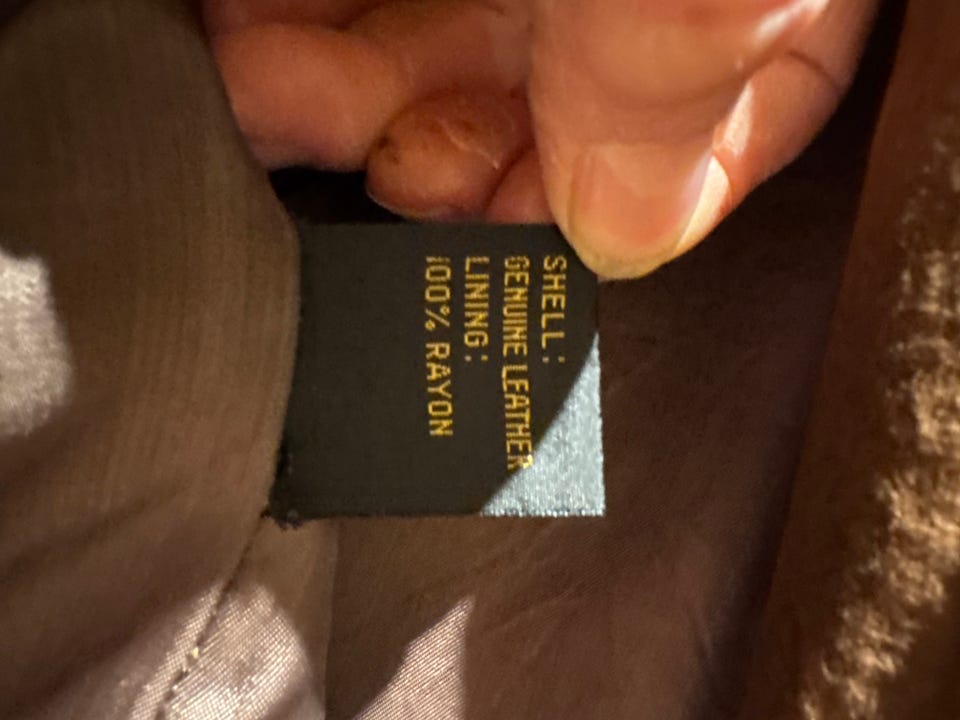 SHELL:
GENUINE LEATHER
LINING:
100% RAYON